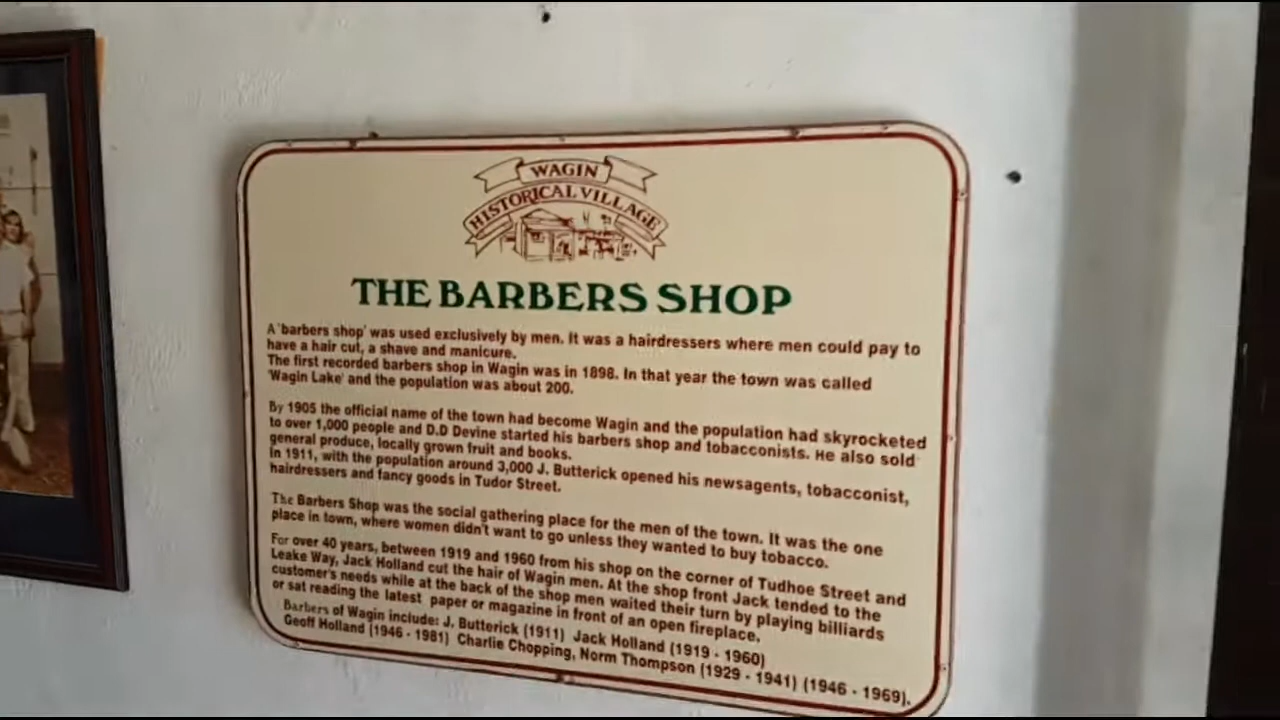 WAGIN
HISTORICAL VILLAGE
THE BARBERS SHOP
A 'barbers shop' was used exclusively by men. It was a hairdressers where men could pay to
have a hair cut, a shave and manicure.
The first recorded barbers shop in Wagin was in 1898. In that year the town was called
'Wagin Lake' and the population was about 200.
By 1905 the official name of the town had become Wagin and the population had skyrocketed
to over 1,000 people and D.D Devine started his barbers shop and tobacconists. He also sold
general produce, locally grown fruit and books.
In 1911, with the population around 3,000 J. Butterick opened his newsagents, tobacconist,
hairdressers and fancy goods in Tudor Street.
The Barbers Shop was the social gathering place for the men of the town. It was the one
place in town, where women didn't want to go unless they wanted to buy tobacco.
For over 40 years, between 1919 and 1960 from his shop on the corner of Tudhoe Street and
Leake Way, Jack Holland cut the hair of Wagin men. At the shop front Jack tended to the
customer's needs while at the back of the shop men waited their turn by playing billiards
or sat reading the latest paper or magazine in front of an open fireplace.
Barbers of Wagin include: J. Butterick (1911) Jack Holland (1919 - 1960)
Geoff Holland (1946 - 1981) Charlie Chopping, Norm Thompson (1929 - 1941) (1946 - 1969).